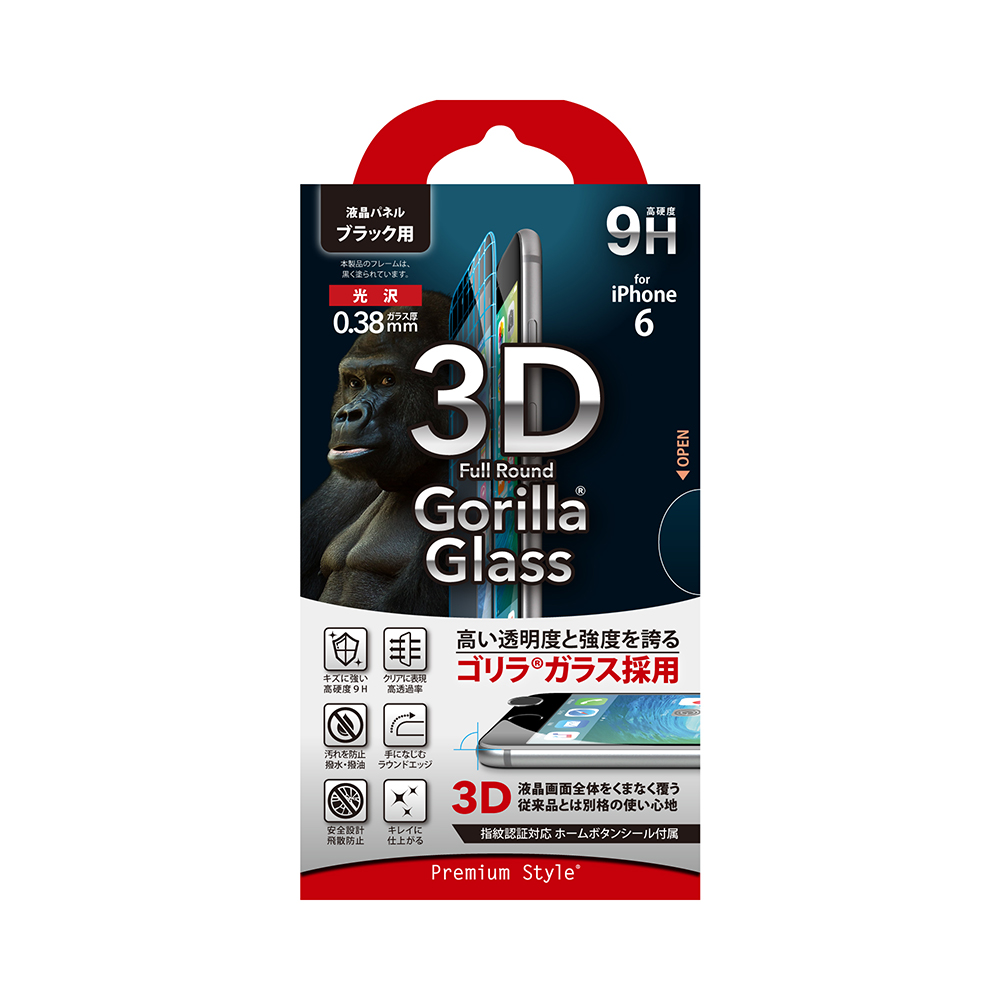 液晶パネル
ブラック用
本製品のフレームは、
黒く塗られています。
光沢
0.38mm ガラス厚
9H 高硬度
for
iPhone
6
3D
Full Round
Gorilla®
Glass
◀OPEN
高い透明度と強度を誇る
ゴリラ®ガラス採用
キズに強い
高硬度9H
クリアに表現
高透過率
汚れを防止
撥水・撥油
手になじむ
ラウンドエッジ
安全設計
飛散防止
キレイに
仕上がる
3D 液晶画面全体をくまなく覆う
従来品とは別格の使い心地
指紋認証対応 ホームボタンシール付属
Premium Style®